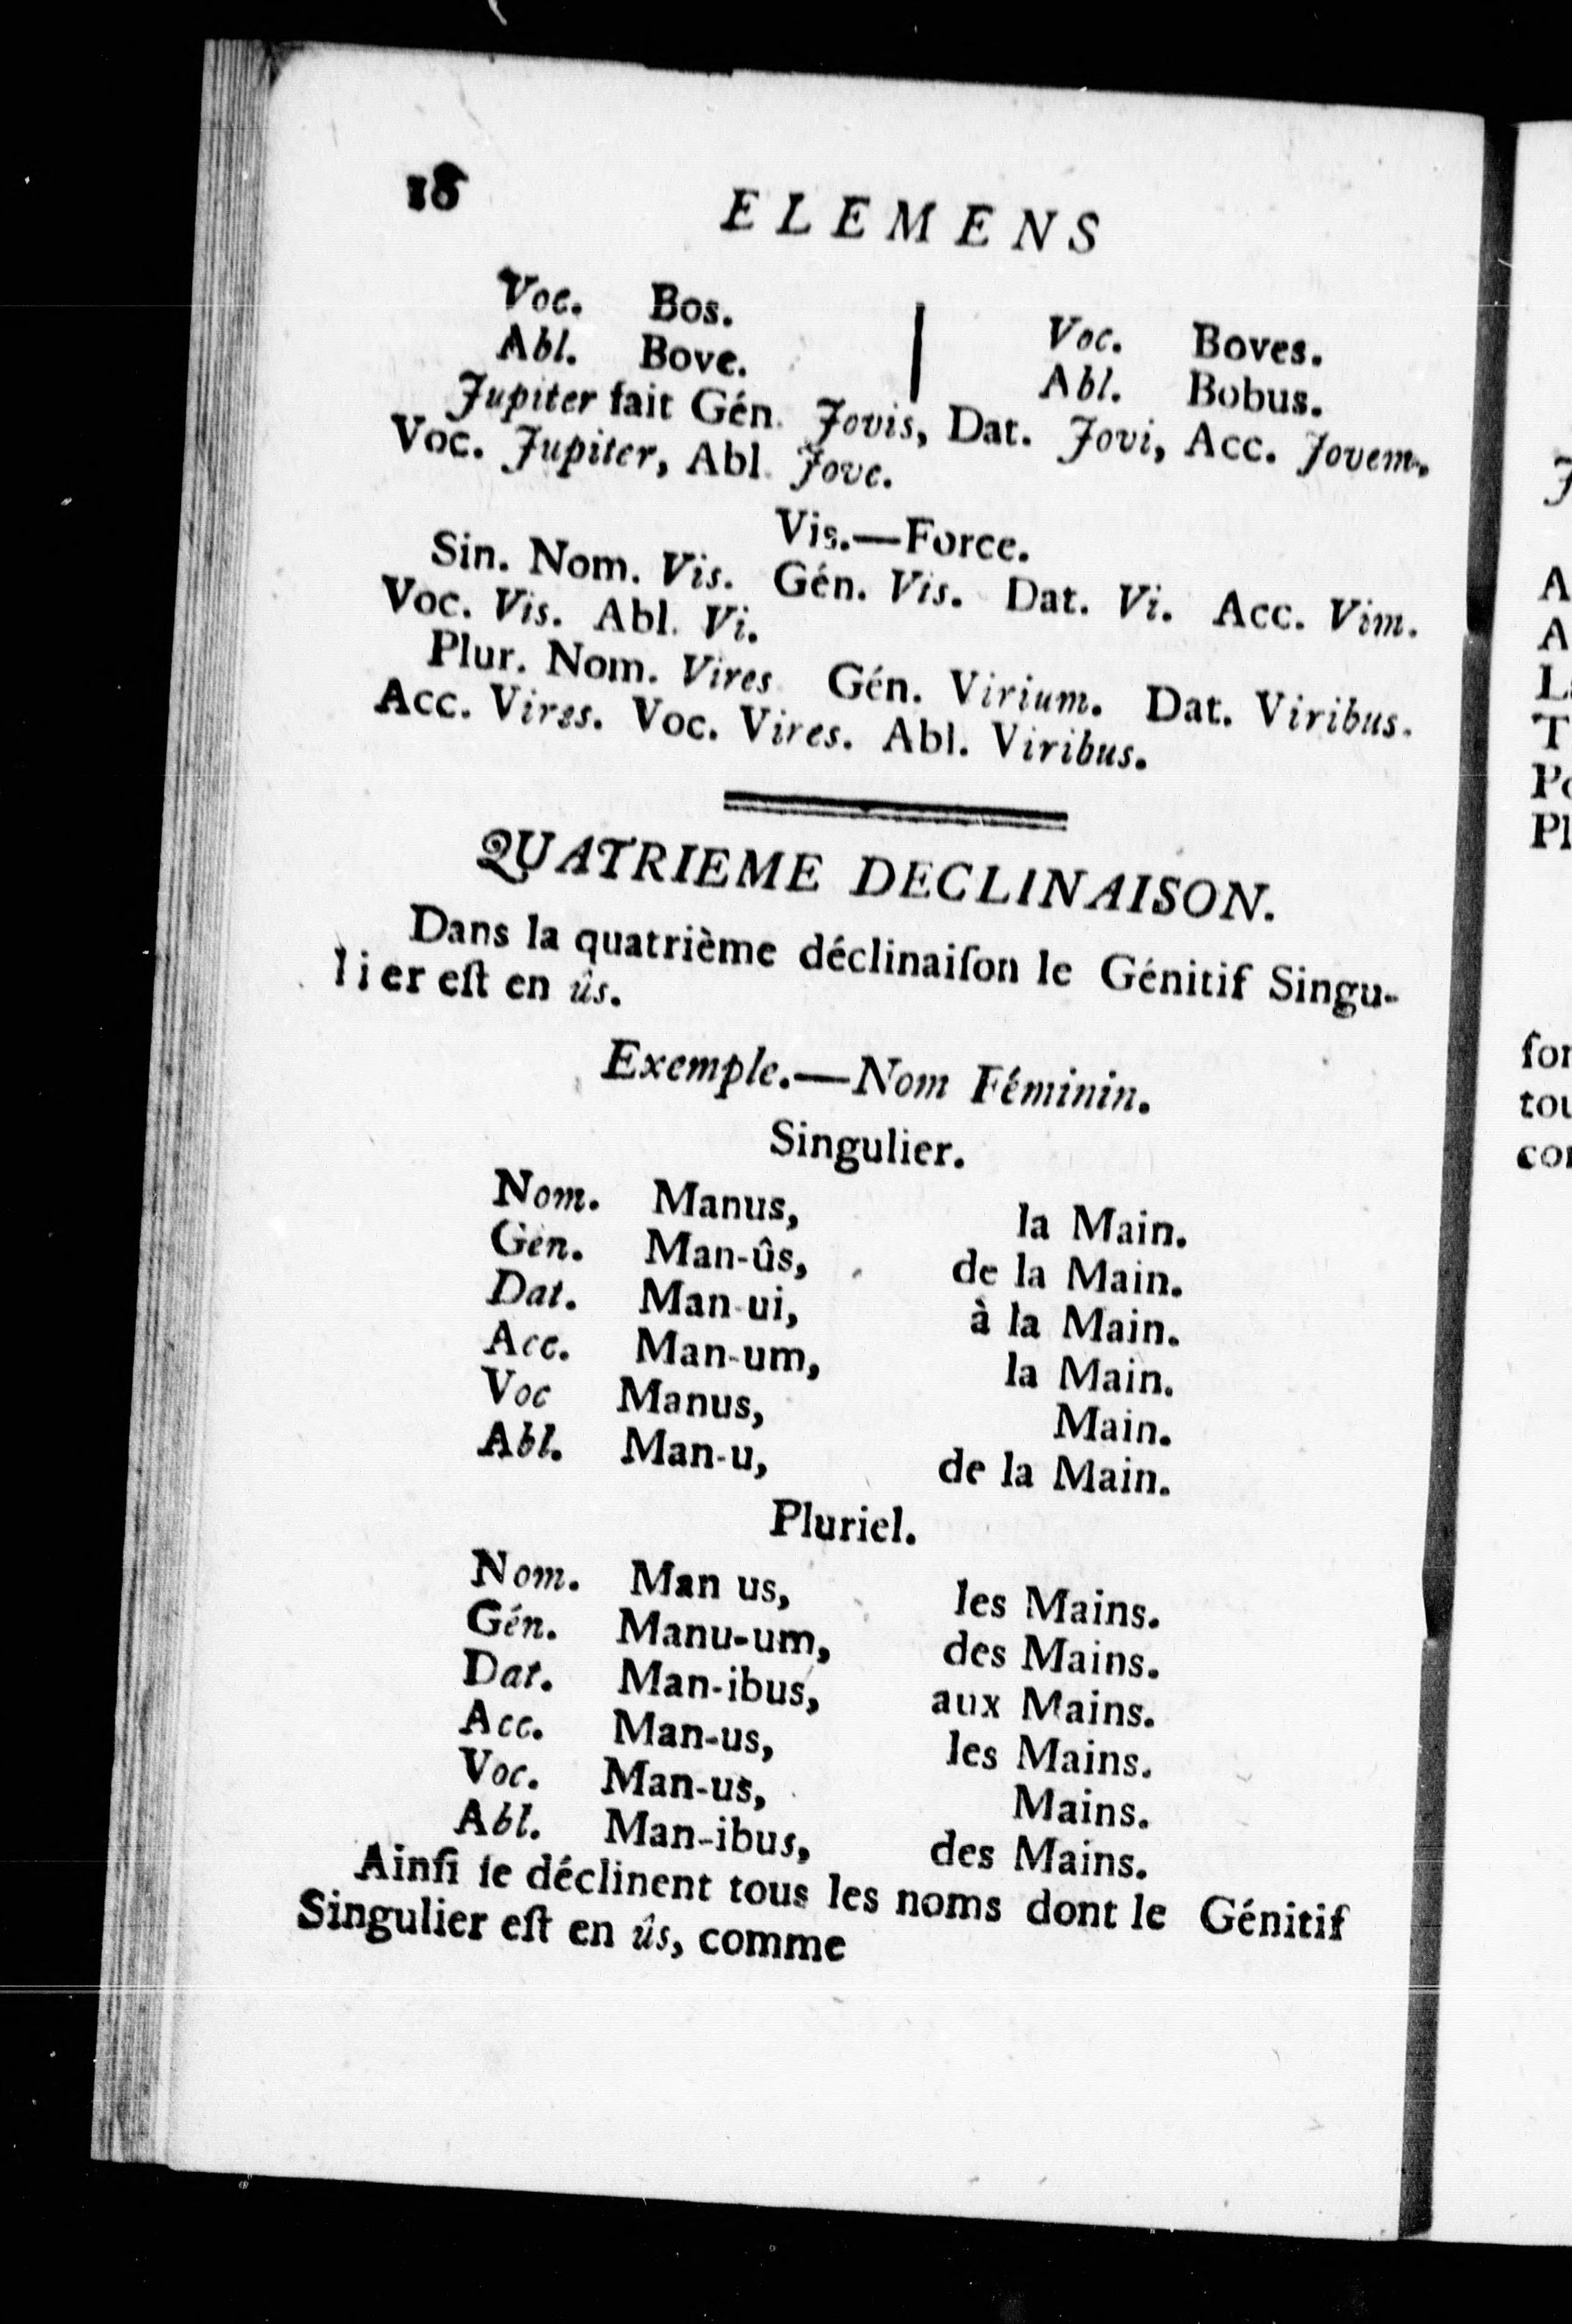 18 ELEMENS
Voc. Bos. | Voc. Boves.
Abl. Bove. | Abl. Bobus.
Jupiter fait Gén. Jovis, Dat. Jovi, Acc. Jovem,
Voc. Jupiter, Abl. Jove.
Vis.—Force.
Sin. Nom. Vis. Gén. Vis. Dat. Vi. Acc. Vim.
Voc. Vis. Abl. Vi.
Plur. Nom. Vires Gén. Virium. Dat. Viribus.
Acc. Vires. Voc. Vires. Abl. Viribus.
QUATRIEME DECLINAISON.
Dans la quatrième déclinaiſon le Génitif Singu-
lier eſt en ûs.
Exemple.—Nom Féminin.
Singulier.
Nom. Manus, la Main.
Gén. Man-ûs, de la Main.
Dat. Man-ui, à la Main.
Acc. Man-um, la Main.
Voc Manus, Main.
Abl. Man-u, de la Main.
Pluriel.
Nom. Man us, les Mains.
Gén. Manu-um, des Mains.
Dat. Man-ibus, aux Mains.
Acc. Man-us, les Mains.
Voc. Man-us, Mains.
Abl. Man-ibus, des Mains.
Ainſi ſe déclinent tous les noms dont le Génitif
Singulier eſt en ûs, comme